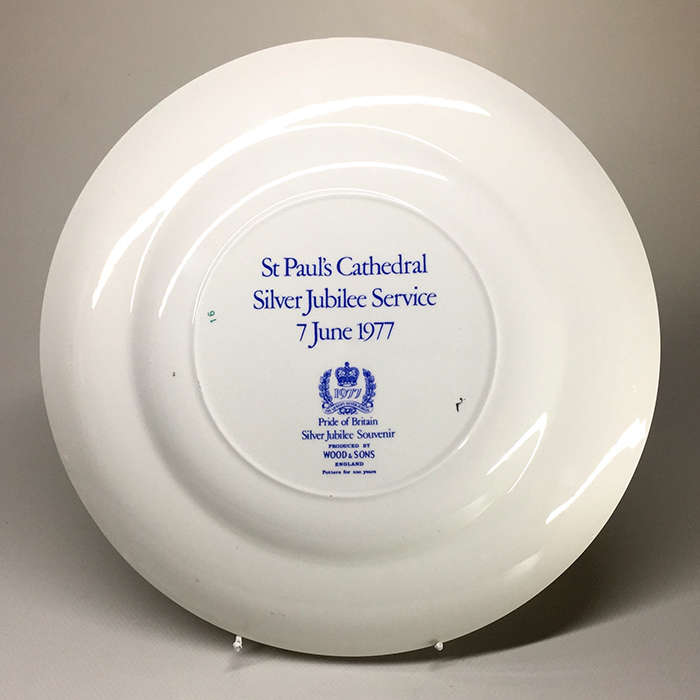 St Paul's Cathedral
Silver Jubilee Service
7 June 1977
16
1977
Pride of Britain
Silver Jubilee Souvenir
PRODUCED BY
WOOD & SONS
ENGLAND
Potters for 200 years